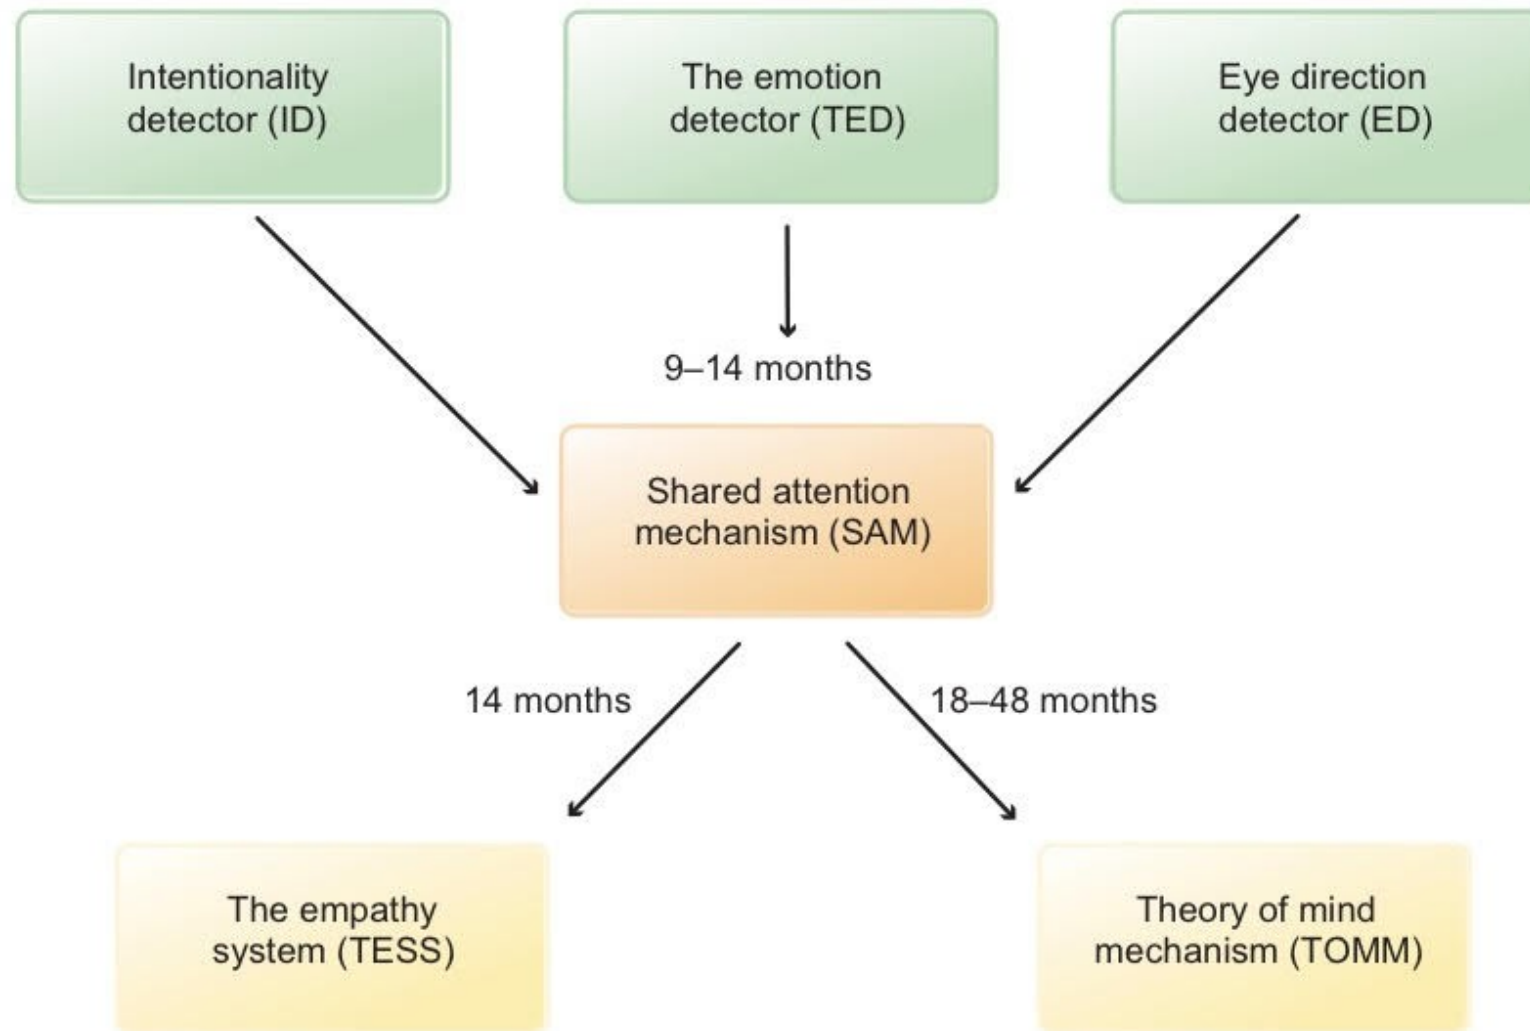 Intentionality
detector (ID)
The emotion
detector (TED)
Eye direction
detector (ED)
9–14 months
Shared attention
mechanism (SAM)
14 months
18–48 months
The empathy
system (TESS)
Theory of mind
mechanism (TOMM)